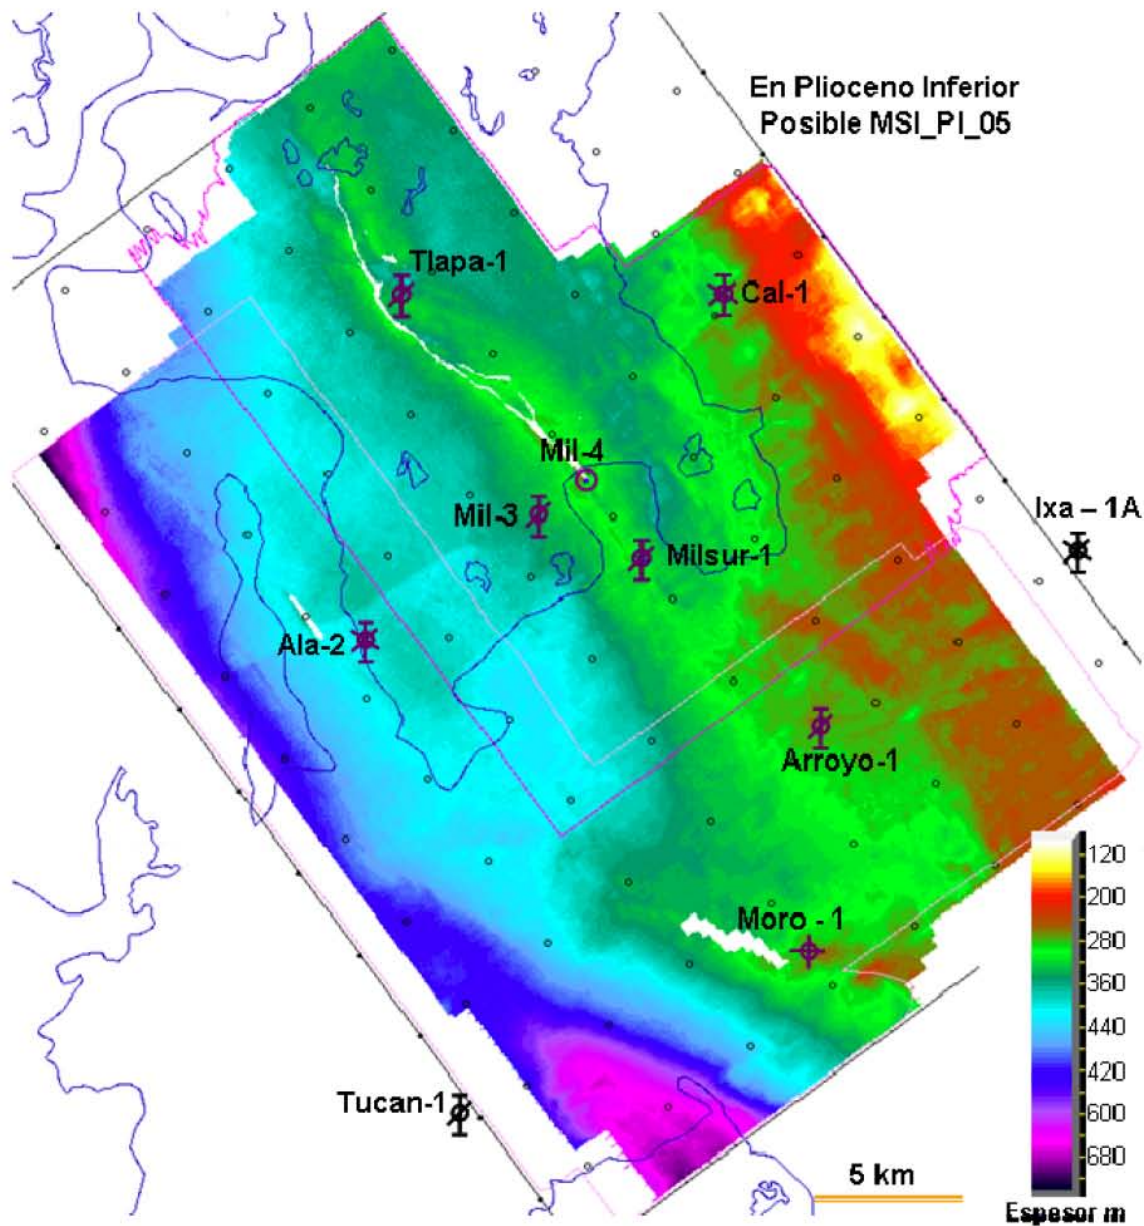 En Plioceno Inferior
Posible MSI_PI_05
Tlapa-1
Cal-1
Mil-4
Mil-3
Ixa – 1A
Milsur-1
Ala-2
Arroyo-1
Moro - 1
Tucan-1
120
200
280
360
440
420
600
680
5 km
Espesor m